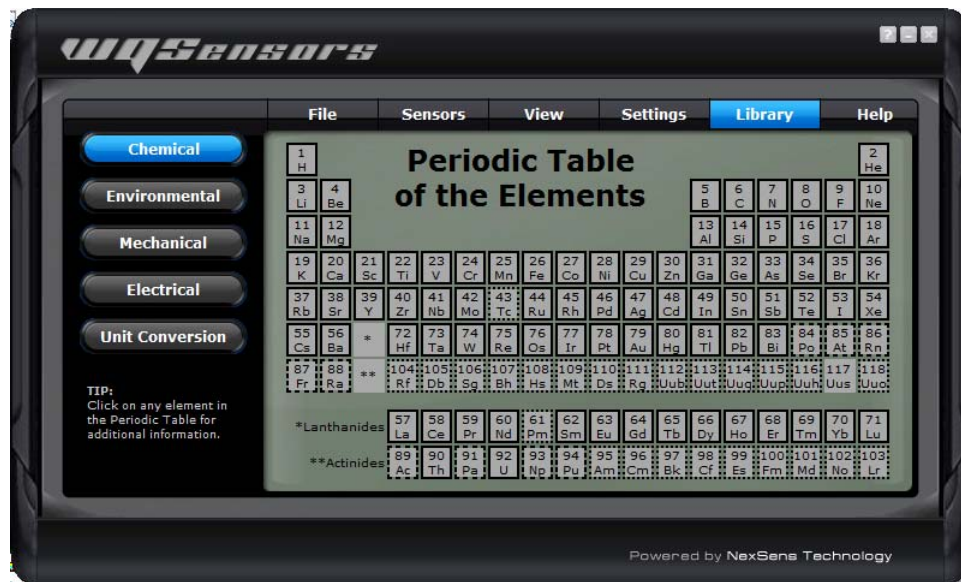 WQSensors
? - ×
File Sensors View Settings Library Help
Chemical
Environmental
Mechanical
Electrical
Unit Conversion
TIP:
Click on any element in
the Periodic Table for
additional information.
Periodic Table
of the Elements
1 2
H He
3 4 5 6 7 8 9 10
Li Be B C N O F Ne
11 12 13 14 15 16 17 18
Na Mg Al Si P S Cl Ar
19 20 21 22 23 24 25 26 27 28 29 30 31 32 33 34 35 36
K Ca Sc Ti V Cr Mn Fe Co Ni Cu Zn Ga Ge As Se Br Kr
37 38 39 40 41 42 43 44 45 46 47 48 49 50 51 52 53 54
Rb Sr Y Zr Nb Mo Tc Ru Rh Pd Ag Cd In Sn Sb Te I Xe
55 56 * 72 73 74 75 76 77 78 79 80 81 82 83 84 85 86
Cs Ba Hf Ta W Re Os Ir Pt Au Hg Tl Pb Bi Po At Rn
87 88 ** 104 105 106 107 108 109 110 111 112 113 114 115 116 117 118
Fr Ra Rf Db Sg Bh Hs Mt Ds Rg Uub Uut Uuq Uup Uuh Uus Uuo
*Lanthanides 57 58 59 60 61 62 63 64 65 66 67 68 69 70 71
La Ce Pr Nd Pm Sm Eu Gd Tb Dy Ho Er Tm Yb Lu
**Actinides 89 90 91 92 93 94 95 96 97 98 99 100 101 102 103
Ac Th Pa U Np Pu Am Cm Bk Cf Es Fm Md No Lr
Powered by NexSens Technology